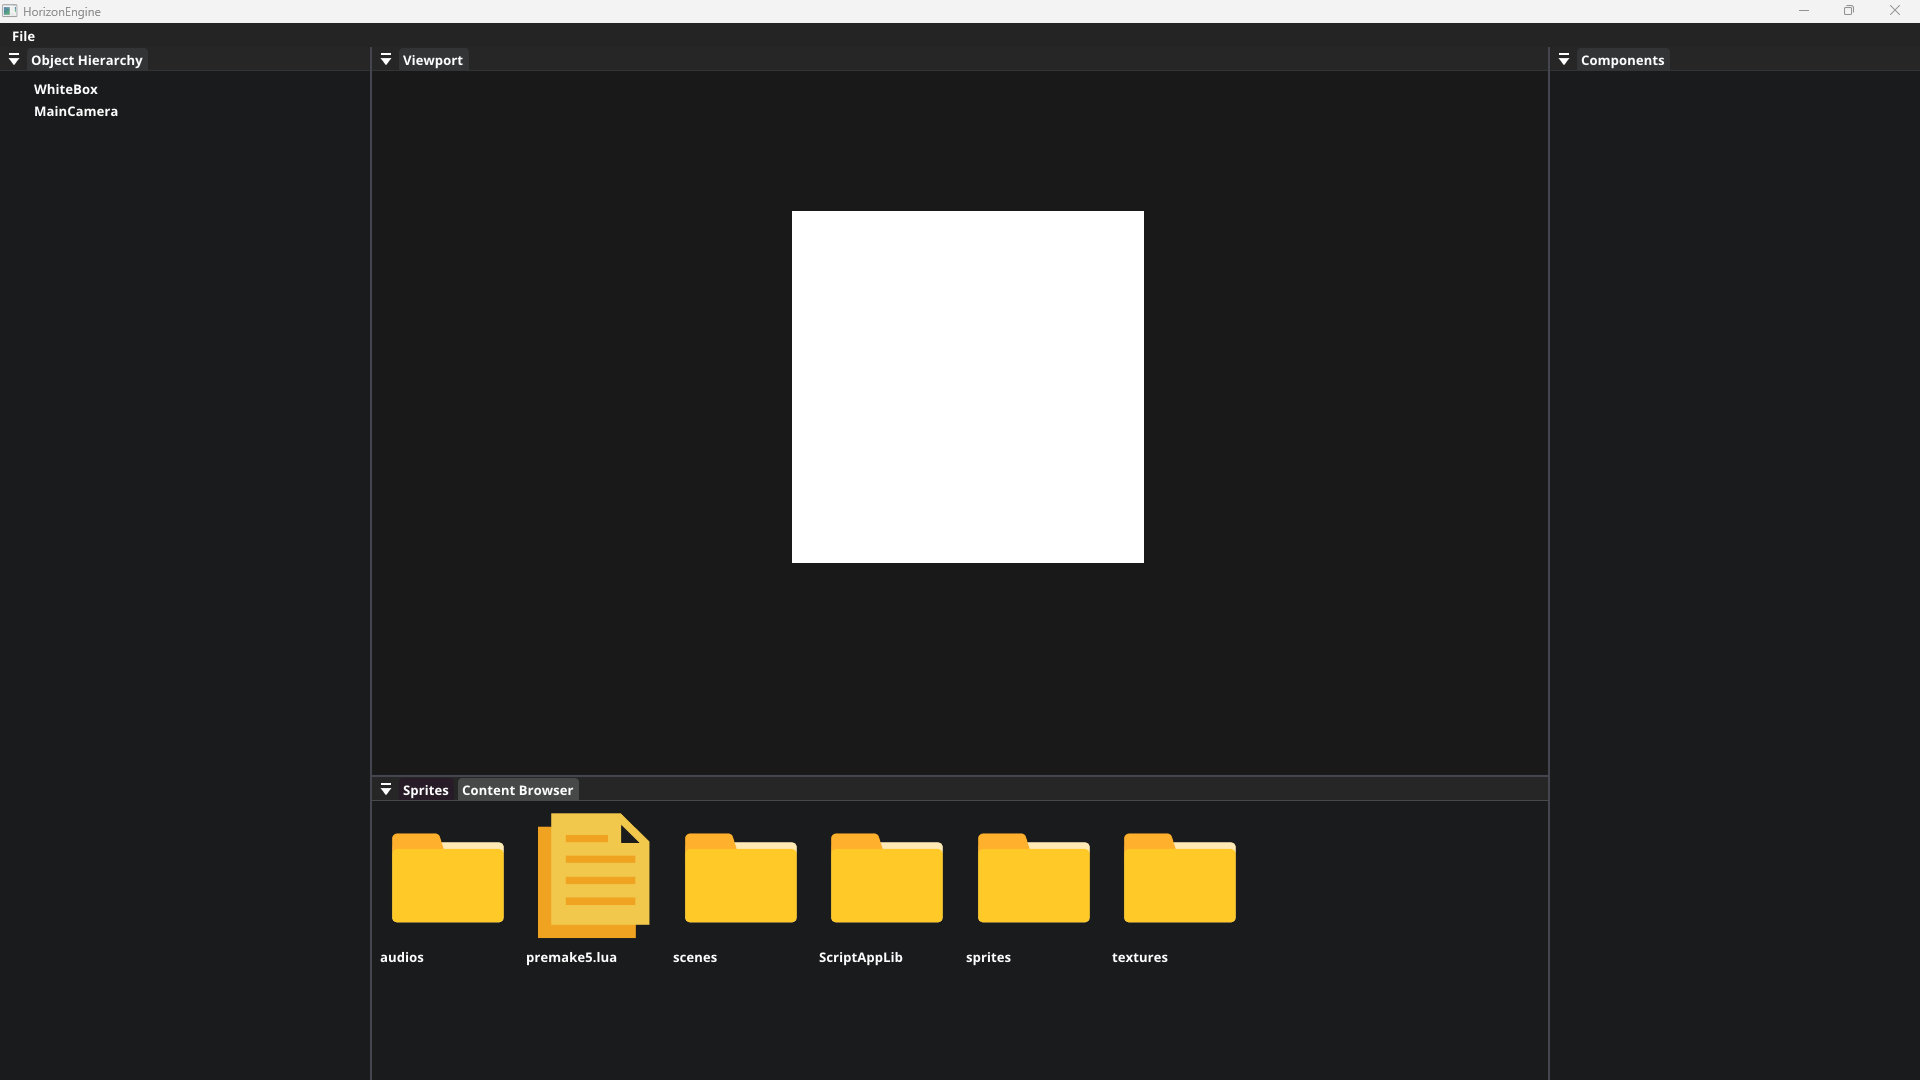 HorizonEngine
File
Object Hierarchy
Viewport
Components
WhiteBox
MainCamera
Sprites
Content Browser
audios
premake5.lua
scenes
ScriptAppLib
sprites
textures